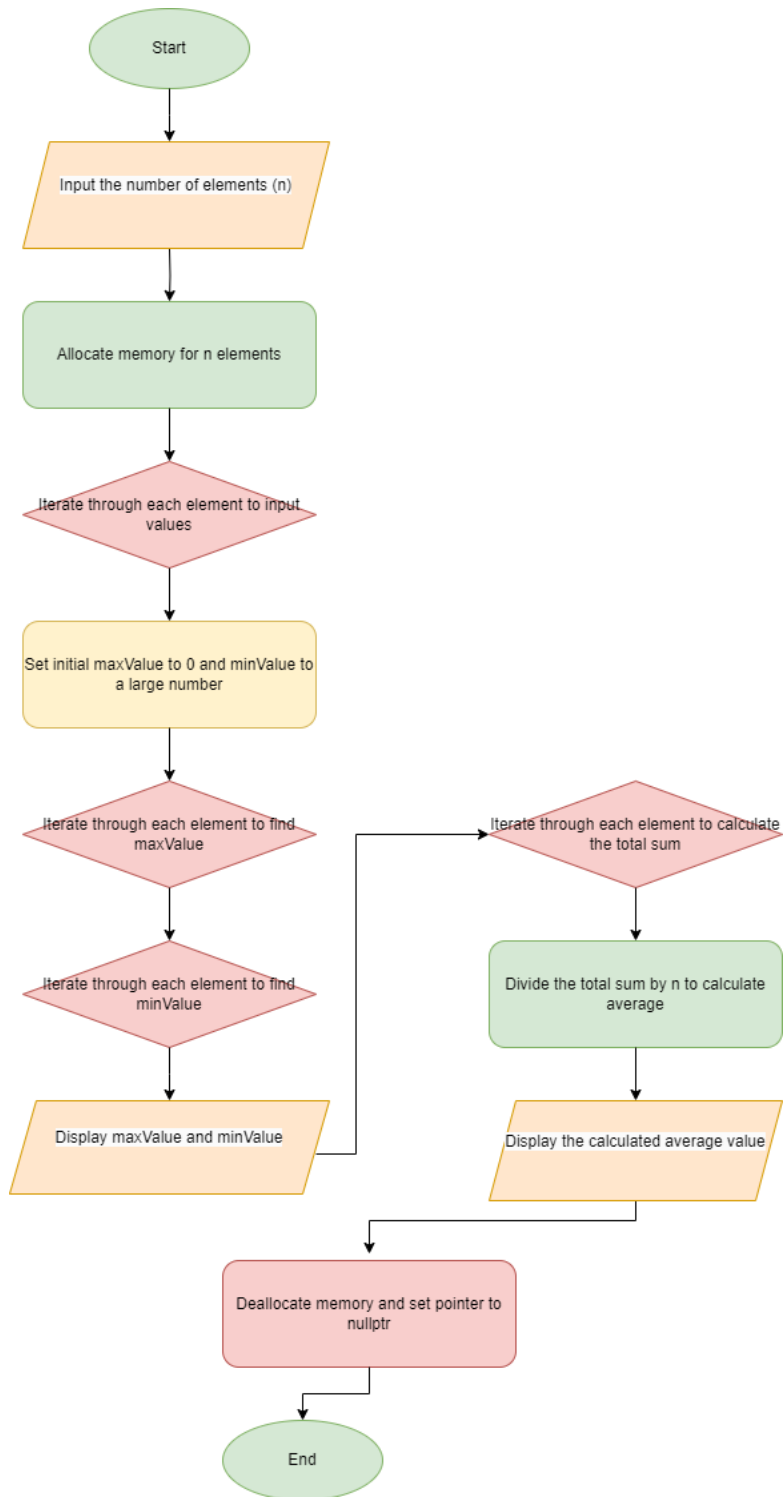 Start
Input the number of elements (n)
Allocate memory for n elements
Iterate through each element to input
values
Set initial maxValue to 0 and minValue to
a large number
Iterate through each element to find
maxValue
Iterate through each element to find
minValue
Display maxValue and minValue
Iterate through each element to calculate
the total sum
Divide the total sum by n to calculate
average
Display the calculated average value
Deallocate memory and set pointer to
nullptr
End